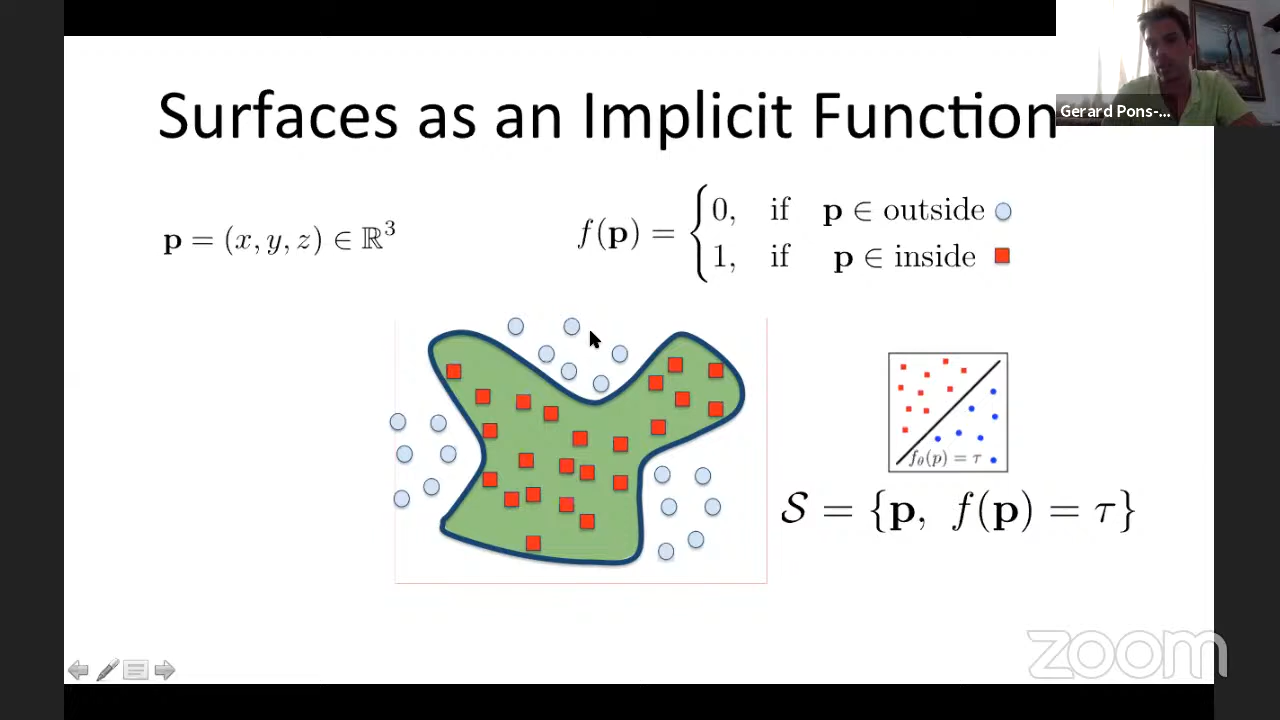 Surfaces as an Implicit Function
Gerard Pons-...
p = (x, y, z) ∈ ℝ³
f(p) = { 0, if p ∈ outside
1, if p ∈ inside
f_θ(p) = τ
𝒮 = {p, f(p) = τ}
zoom